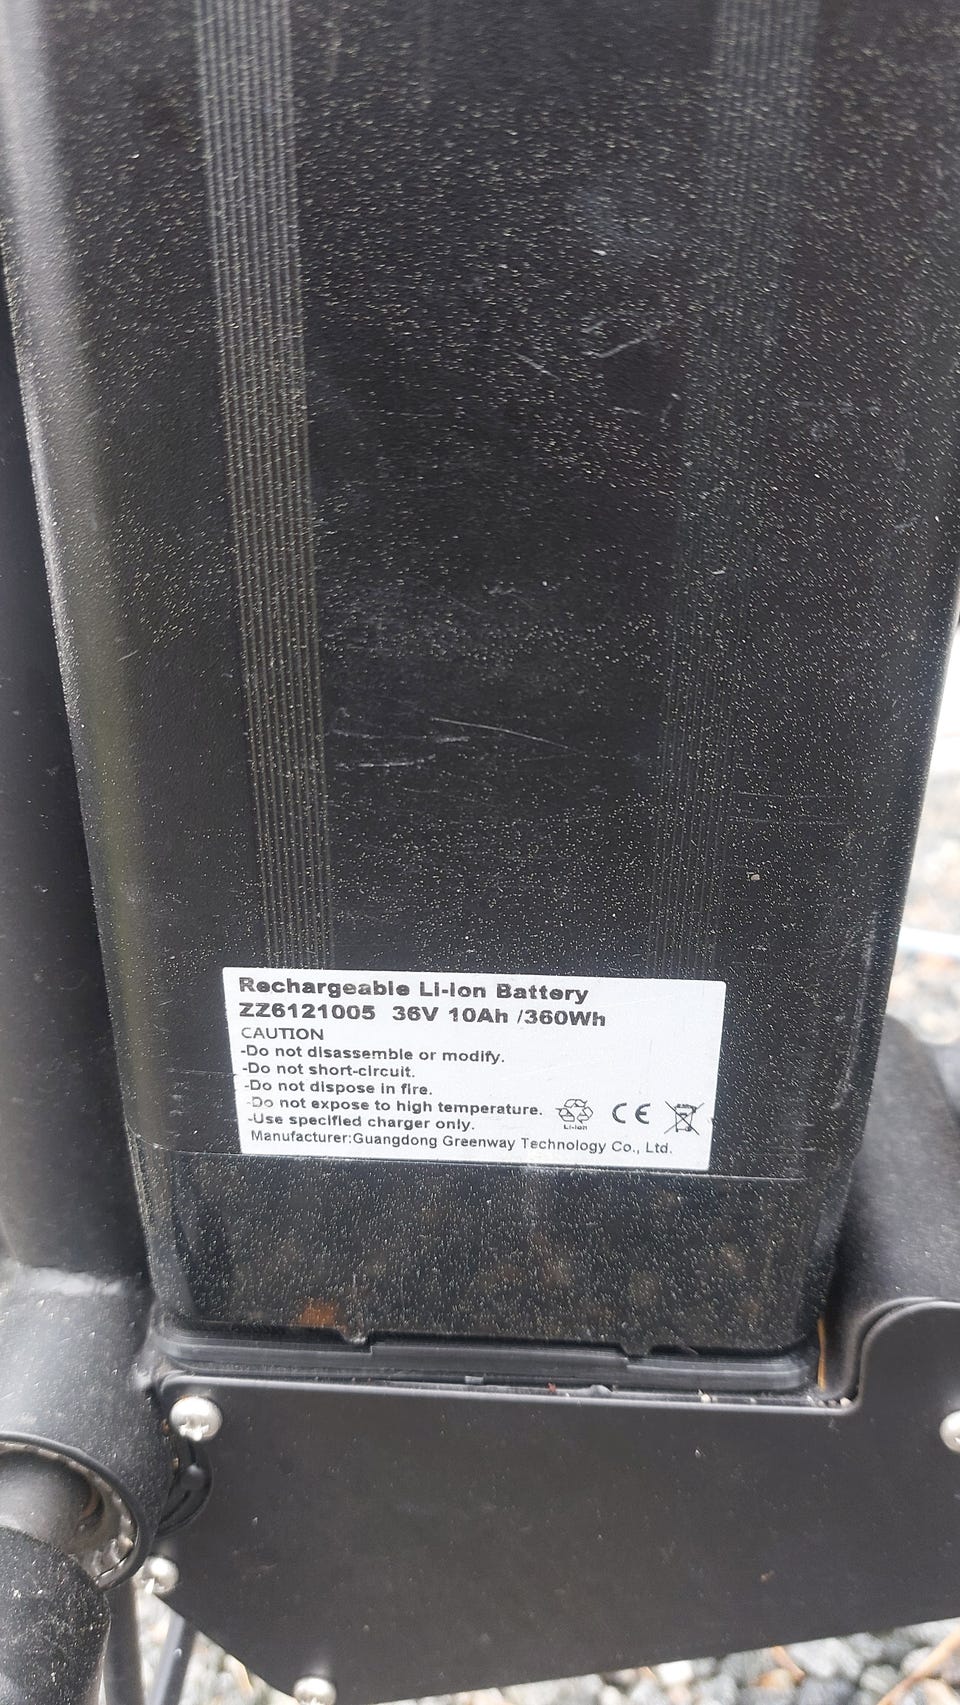 Rechargeable Li-Ion Battery
ZZ6121005 36V 10Ah /360Wh
CAUTION
-Do not disassemble or modify.
-Do not short-circuit.
-Do not dispose in fire.
-Do not expose to high temperature.
-Use specified charger only.
Li-ion
CE
Manufacturer:Guangdong Greenway Technology Co., Ltd.